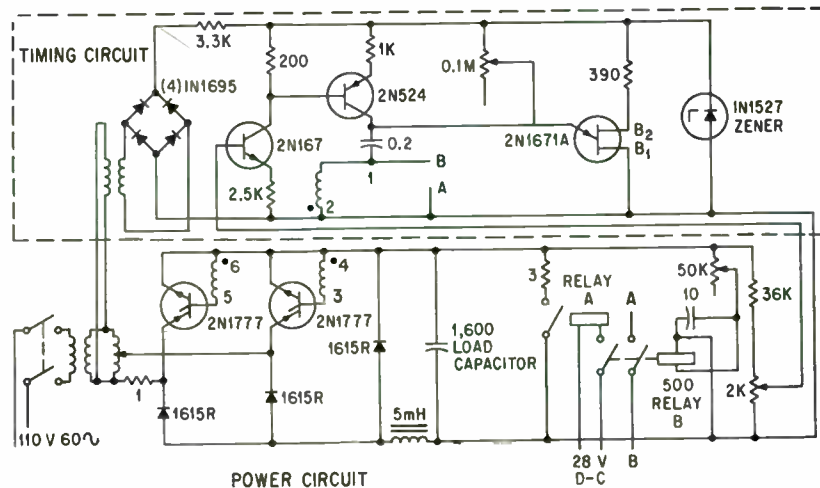 TIMING CIRCUIT
3.3K
200
1K
0.1M
390
(4)IN1695
2N524
IN1527
ZENER
2N167
0.2
2N1671A
B2
B1
1
B
A
2.5K
2
6
4
5
3
2N1777
2N1777
1615R
1,600
LOAD
CAPACITOR
3
RELAY
A
A
50K
10
36K
1
1615R
1615R
5mH
500
RELAY
B
2K
110 V 60~
28 V
D-C
B
POWER CIRCUIT